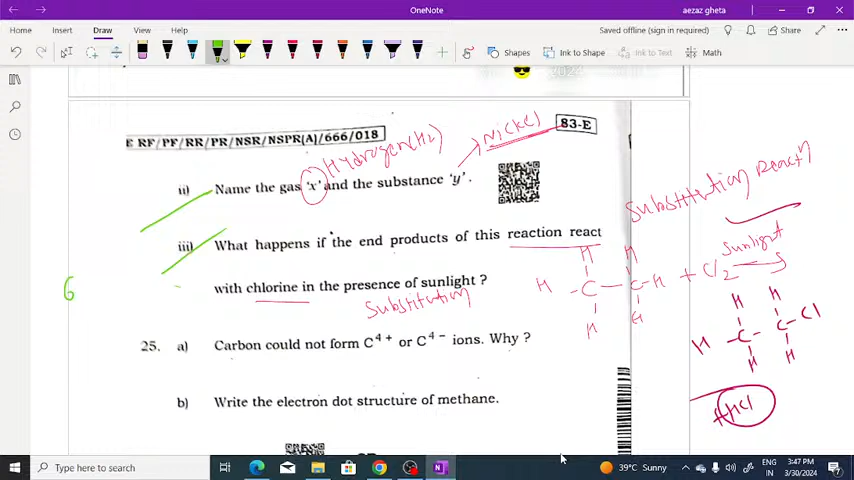 OneNote
aezaz gheta
Home Insert Draw View Help
Saved offline (sign in required)
Share
Shapes
Ink to Shape
Ink to Text
Math
2024
E RF/PF/RR/PR/NSR/NSPR(A)/666/018
83-E
Hydrogen(H2)
Nickel
ii) Name the gas 'x' and the substance 'y'.
Substitution React
iii) What happens if the end products of this reaction react
with chlorine in the presence of sunlight ?
Substitution
6
H H
H - C - C - H + Cl2 Sunlight
H H
H H
H - C - C - Cl
H H
+HCl
25. a) Carbon could not form C4+ or C4- ions. Why ?
b) Write the electron dot structure of methane.
Type here to search
39°C Sunny
ENG
IN
3:47 PM
3/30/2024
7